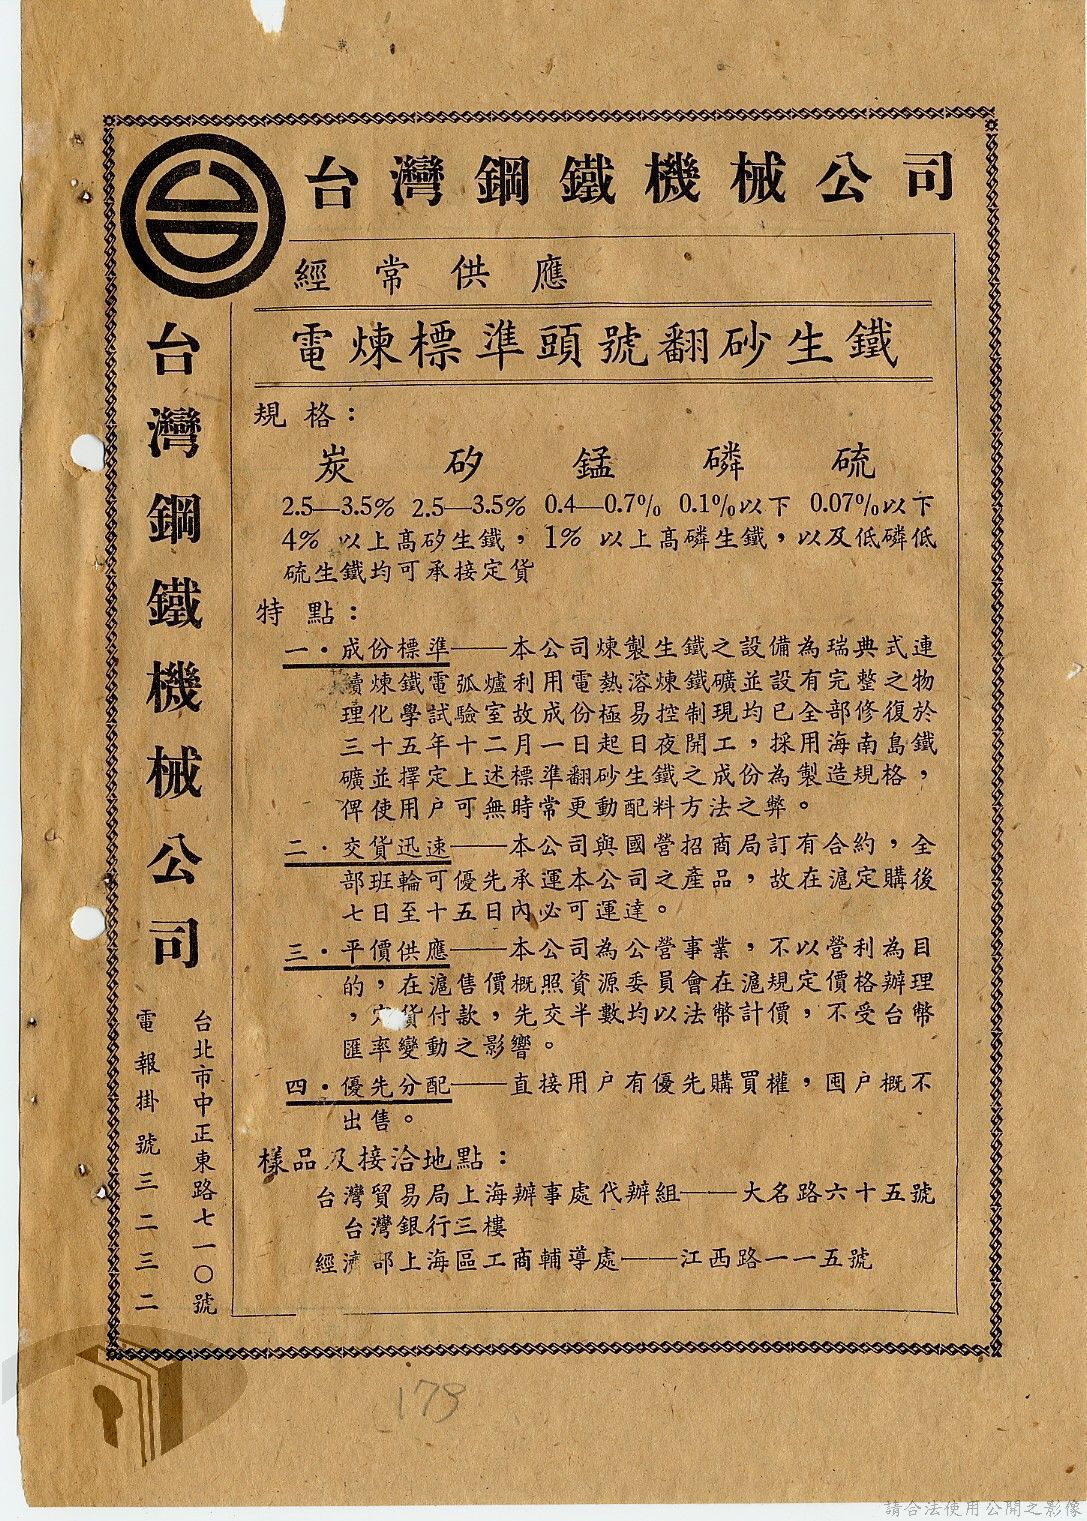 台灣鋼鐵機械公司
經常供應
電煉標準頭號翻砂生鐵
規格：
炭 矽 錳 磷 硫
2.5—3.5% 2.5—3.5% 0.4—0.7% 0.1%以下 0.07%以下
4% 以上高矽生鐵，1% 以上高磷生鐵，以及低磷低
硫生鐵均可承接定貨
特點：
一．成份標準——本公司煉製生鐵之設備為瑞典式連
續煉鐵電弧爐利用電熱溶煉鐵礦並設有完整之物
理化學試驗室故成份極易控制現均已全部修復於
三十五年十二月一日起日夜開工，採用海南島鐵
礦並擇定上述標準翻砂生鐵之成份為製造規格，
俾使用户可無時常更動配料方法之弊。
二．交貨迅速——本公司與國營招商局訂有合約，全
部班輪可優先承運本公司之產品，故在滬定購後
七日至十五日內必可運達。
三．平價供應——本公司為公營事業，不以營利為目
的，在滬售價概照資源委員會在滬規定價格辦理
，定貨付款，先交半數均以法幣計價，不受台幣
匯率變動之影響。
四．優先分配——直接用户有優先購買權，囤户概不
出售。
樣品及接洽地點：
台灣貿易局上海辦事處代辦組——大名路六十五號
台灣銀行三樓
經濟部上海區工商輔導處——江西路一一五號
台灣鋼鐵機械公司
台北市中正東路七一〇號
電報掛號三二三二
178
請合法使用公開之影像